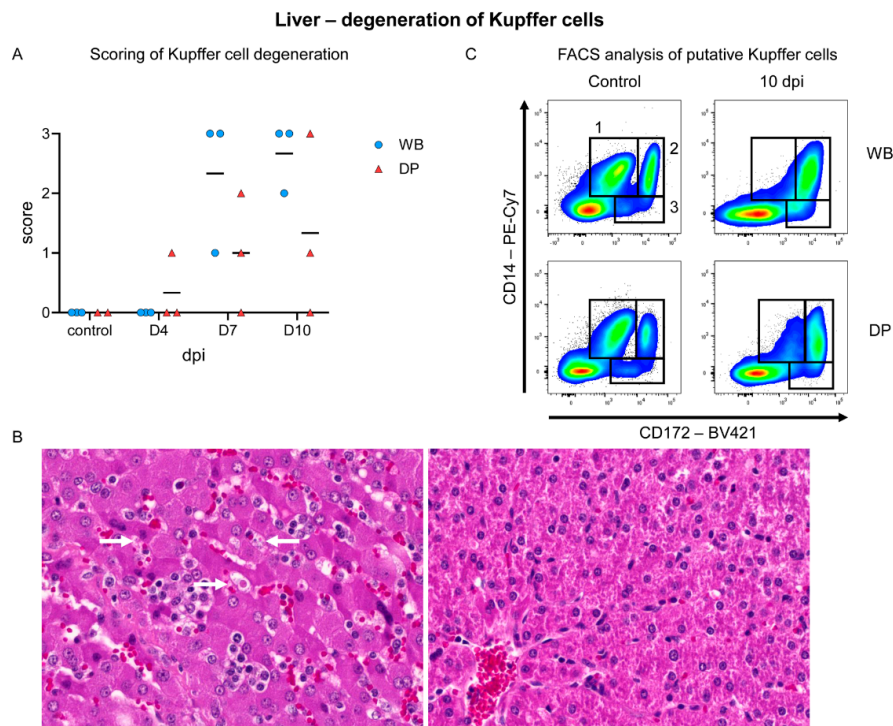 Liver – degeneration of Kupffer cells
A
Scoring of Kupffer cell degeneration
score
3
2
1
0
control
D4
D7
D10
dpi
WB
DP
C
FACS analysis of putative Kupffer cells
Control
10 dpi
1
2
3
WB
DP
CD14 – PE-Cy7
CD172 – BV421
B